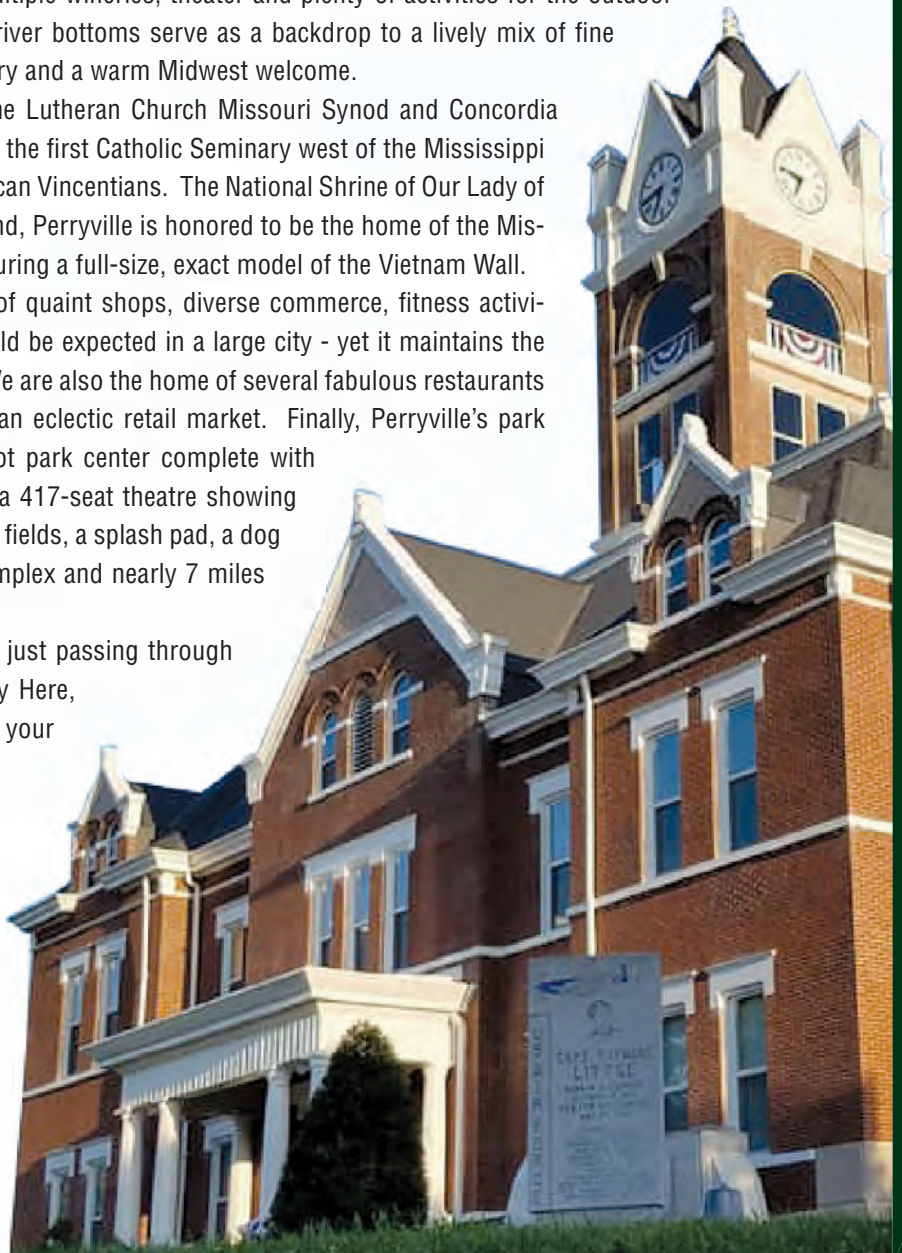 ltiple wineries, theater and plenty of activities for the outdoor
river bottoms serve as a backdrop to a lively mix of fine
ry and a warm Midwest welcome.
ne Lutheran Church Missouri Synod and Concordia
the first Catholic Seminary west of the Mississippi
can Vincentians. The National Shrine of Our Lady of
nd, Perryville is honored to be the home of the Mis-
uring a full-size, exact model of the Vietnam Wall.
of quaint shops, diverse commerce, fitness activi-
ld be expected in a large city - yet it maintains the
We are also the home of several fabulous restaurants
an eclectic retail market. Finally, Perryville's park
ot park center complete with
a 417-seat theatre showing
fields, a splash pad, a dog
mplex and nearly 7 miles
just passing through
y Here,
your